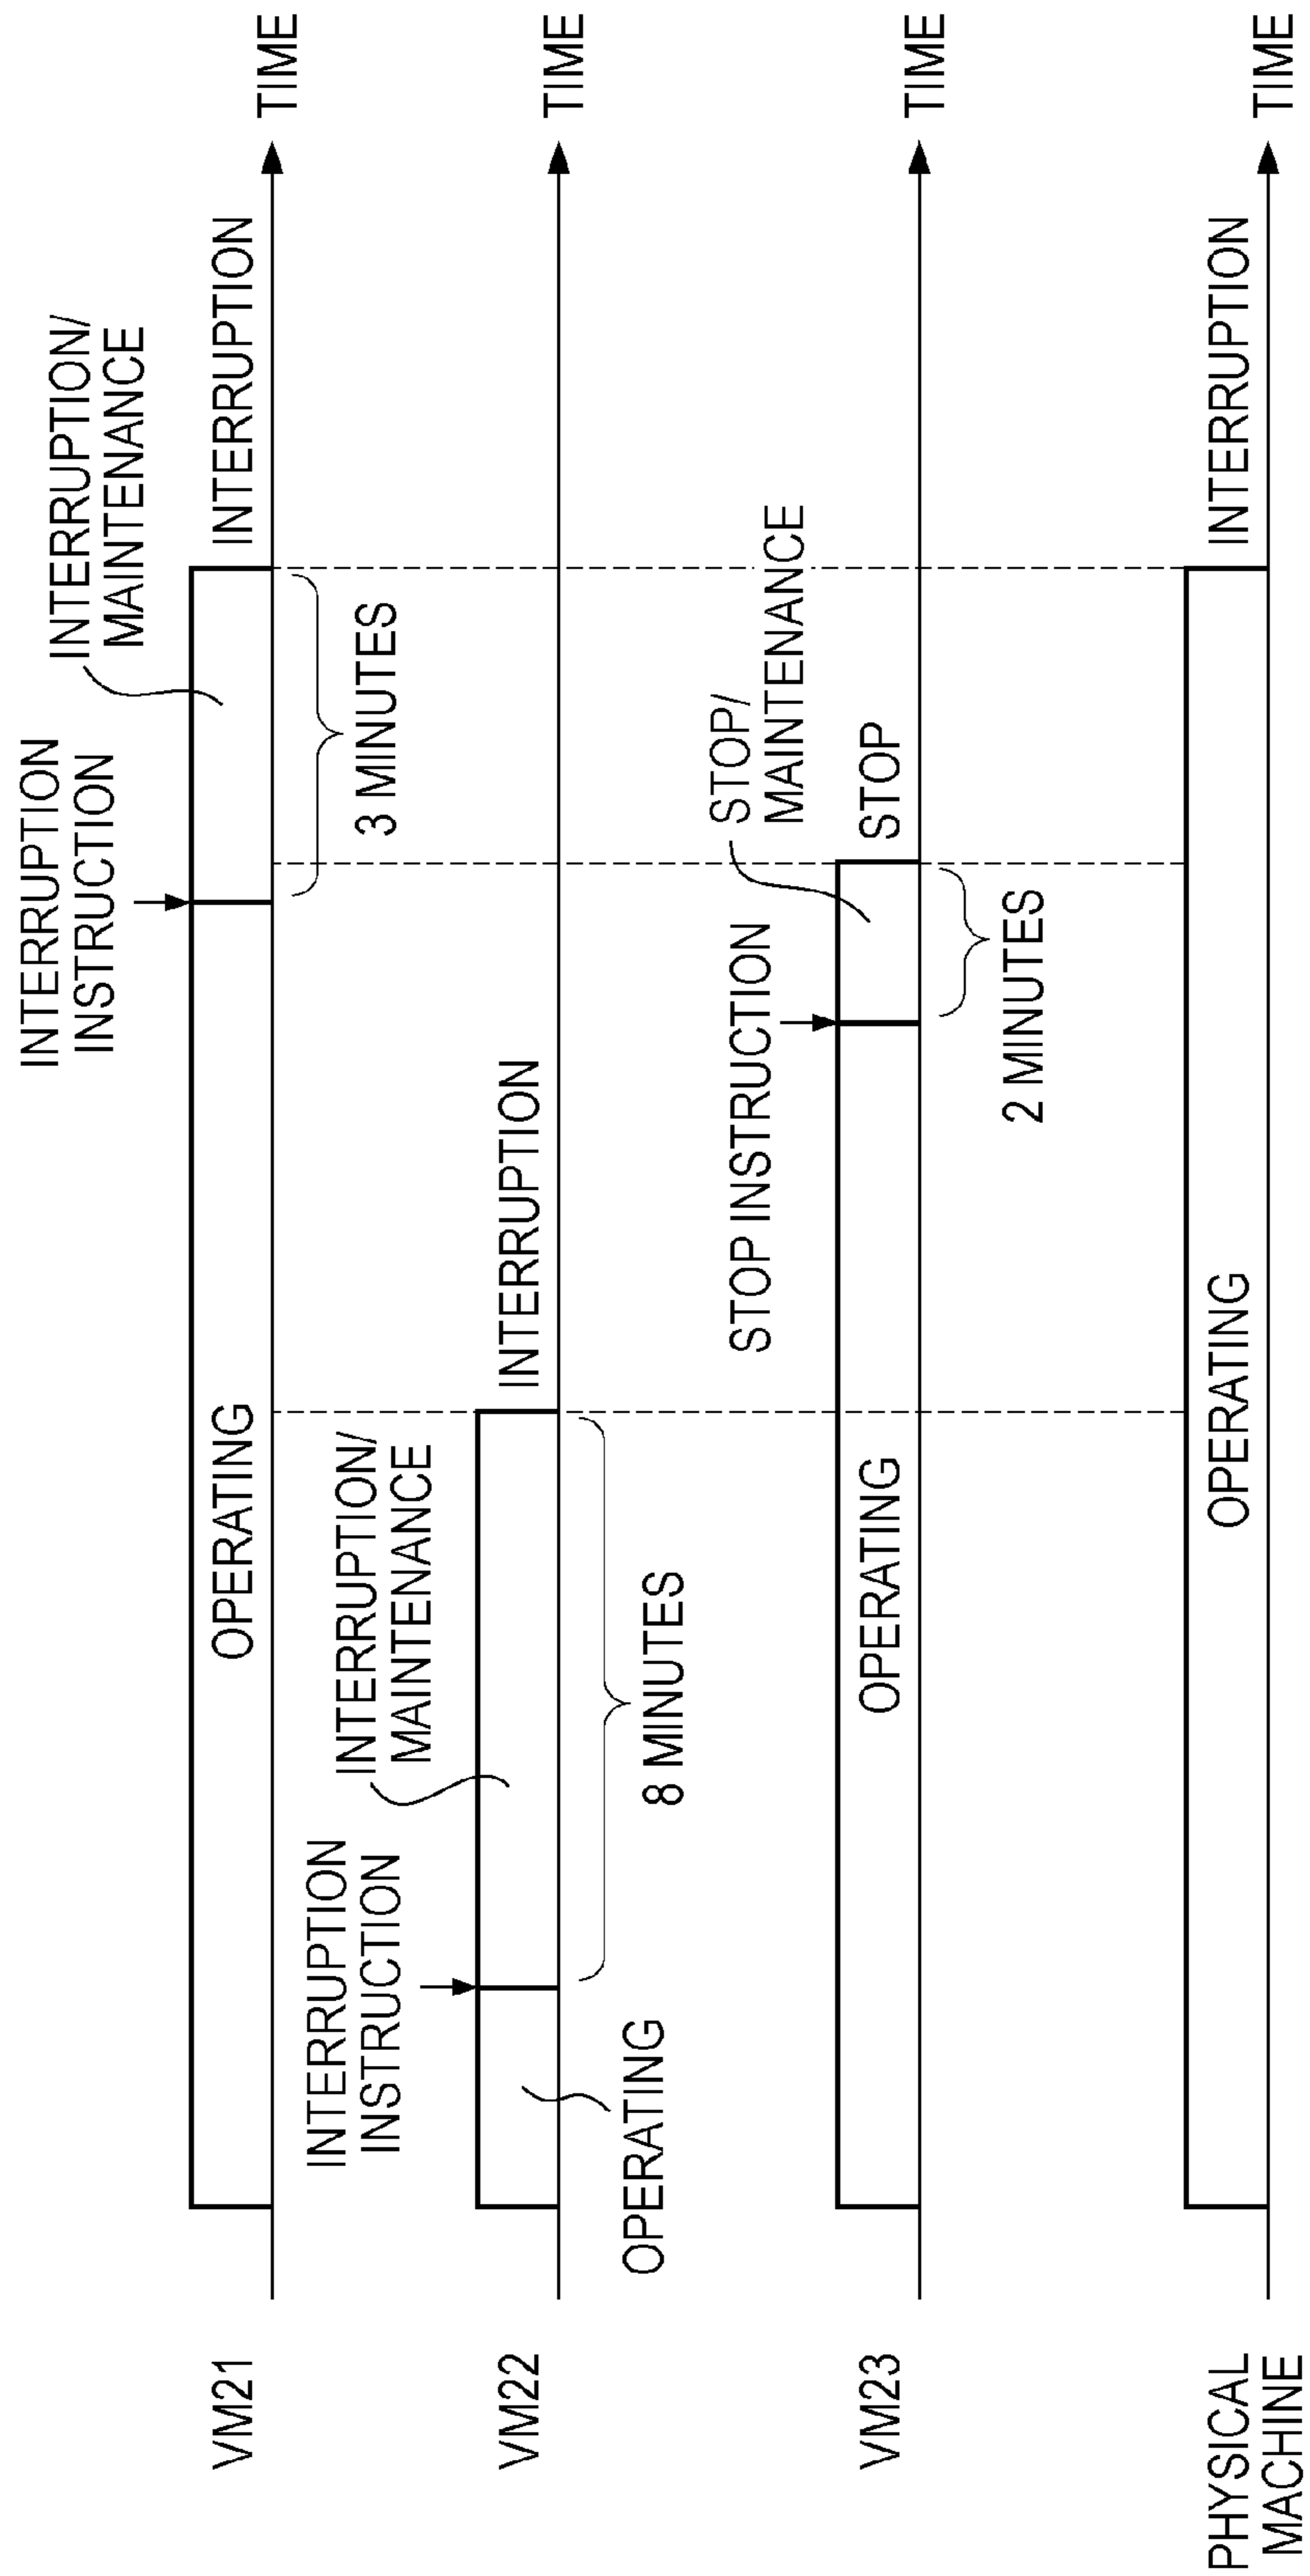 INTERRUPTION
INSTRUCTION
INTERRUPTION/
MAINTENANCE
VM21
OPERATING
INTERRUPTION
TIME
3 MINUTES
INTERRUPTION
INSTRUCTION
INTERRUPTION/
MAINTENANCE
VM22
INTERRUPTION
TIME
OPERATING
8 MINUTES
STOP INSTRUCTION
STOP/
MAINTENANCE
VM23
OPERATING
STOP
TIME
2 MINUTES
PHYSICAL
MACHINE
OPERATING
INTERRUPTION
TIME